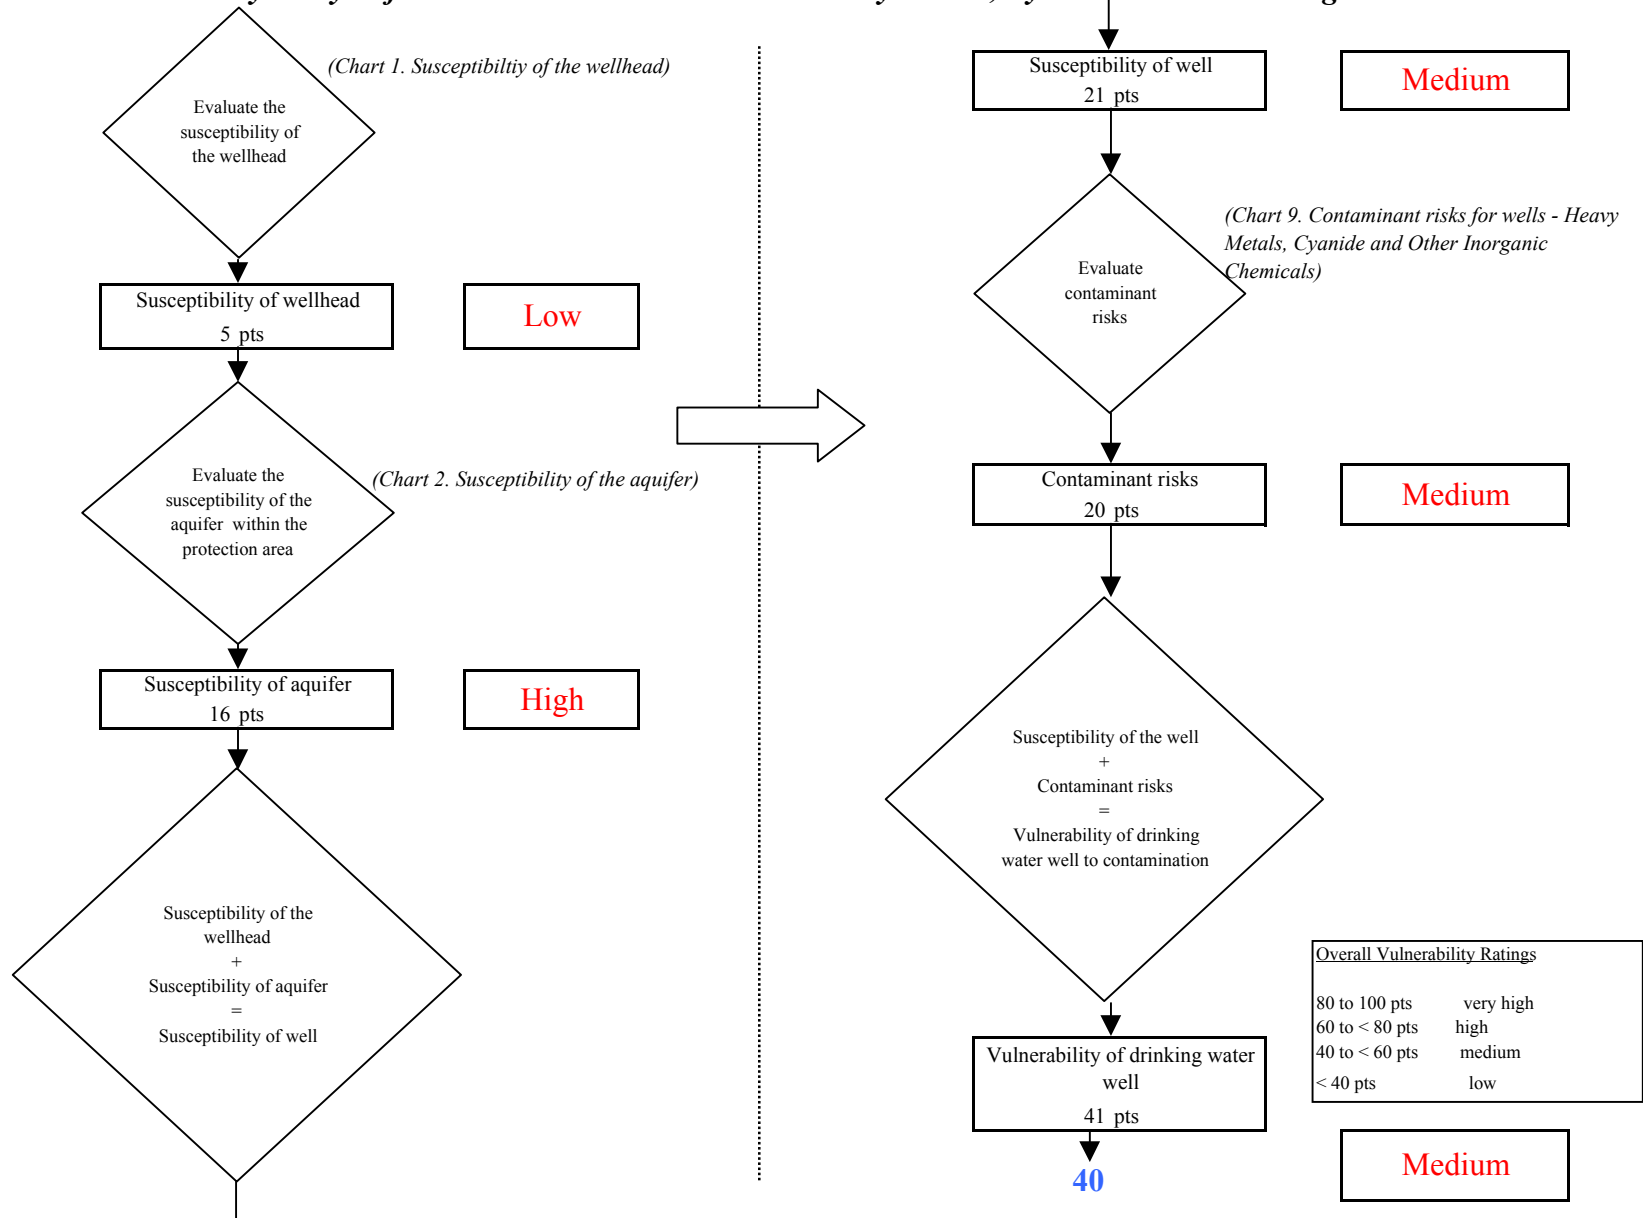 (Chart 1. Susceptibiltiy of the wellhead)
Evaluate the
susceptibility of
the wellhead
Susceptibility of wellhead
5 pts
Low
Evaluate the
susceptibility of the
aquifer within the
protection area
(Chart 2. Susceptibility of the aquifer)
Susceptibility of aquifer
16 pts
High
Susceptibility of the
wellhead
+
Susceptibility of aquifer
=
Susceptibility of well
Susceptibility of well
21 pts
Medium
(Chart 9. Contaminant risks for wells - Heavy
Metals, Cyanide and Other Inorganic
Chemicals)
Evaluate
contaminant
risks
Contaminant risks
20 pts
Medium
Susceptibility of the well
+
Contaminant risks
=
Vulnerability of drinking
water well to contamination
Overall Vulnerability Ratings
80 to 100 pts very high
60 to < 80 pts high
40 to < 60 pts medium
< 40 pts low
Vulnerability of drinking water
well
41 pts
40
Medium